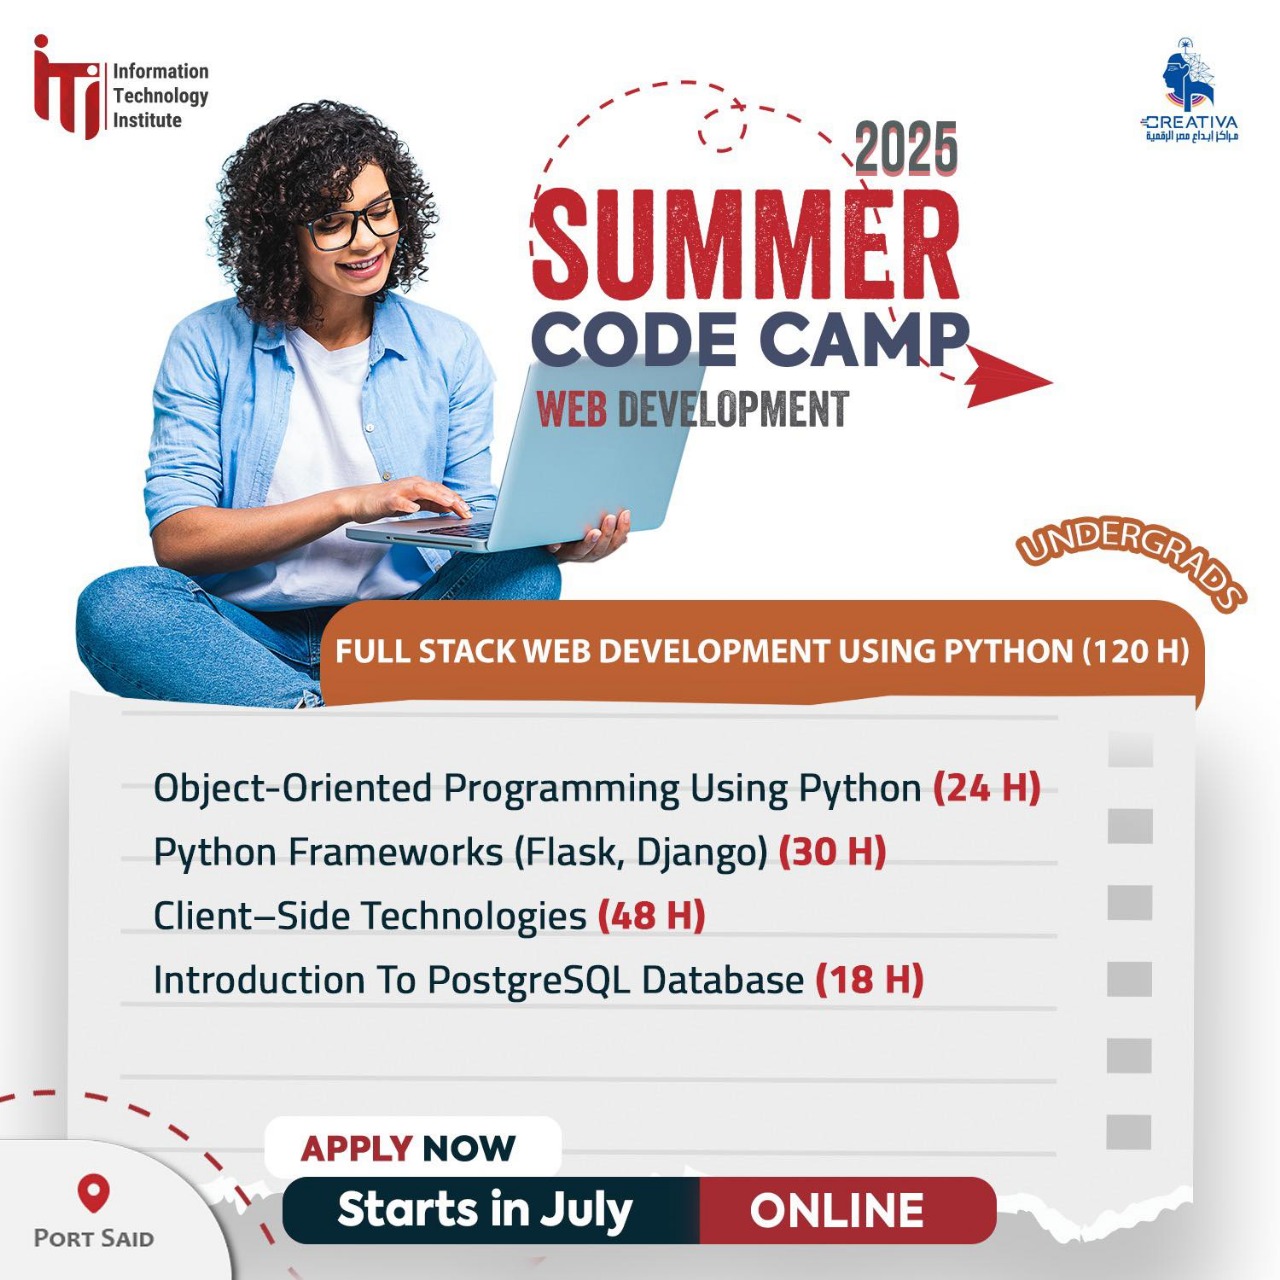 iTi
Information
Technology
Institute
CREATIVA
مراكز إبداع مصر الرقمية
2025
SUMMER
CODE CAMP
WEB DEVELOPMENT
UNDERGRADS
FULL STACK WEB DEVELOPMENT USING PYTHON (120 H)
Object-Oriented Programming Using Python (24 H)
Python Frameworks (Flask, Django) (30 H)
Client–Side Technologies (48 H)
Introduction To PostgreSQL Database (18 H)
APPLY NOW
Starts in July ONLINE
PORT SAID